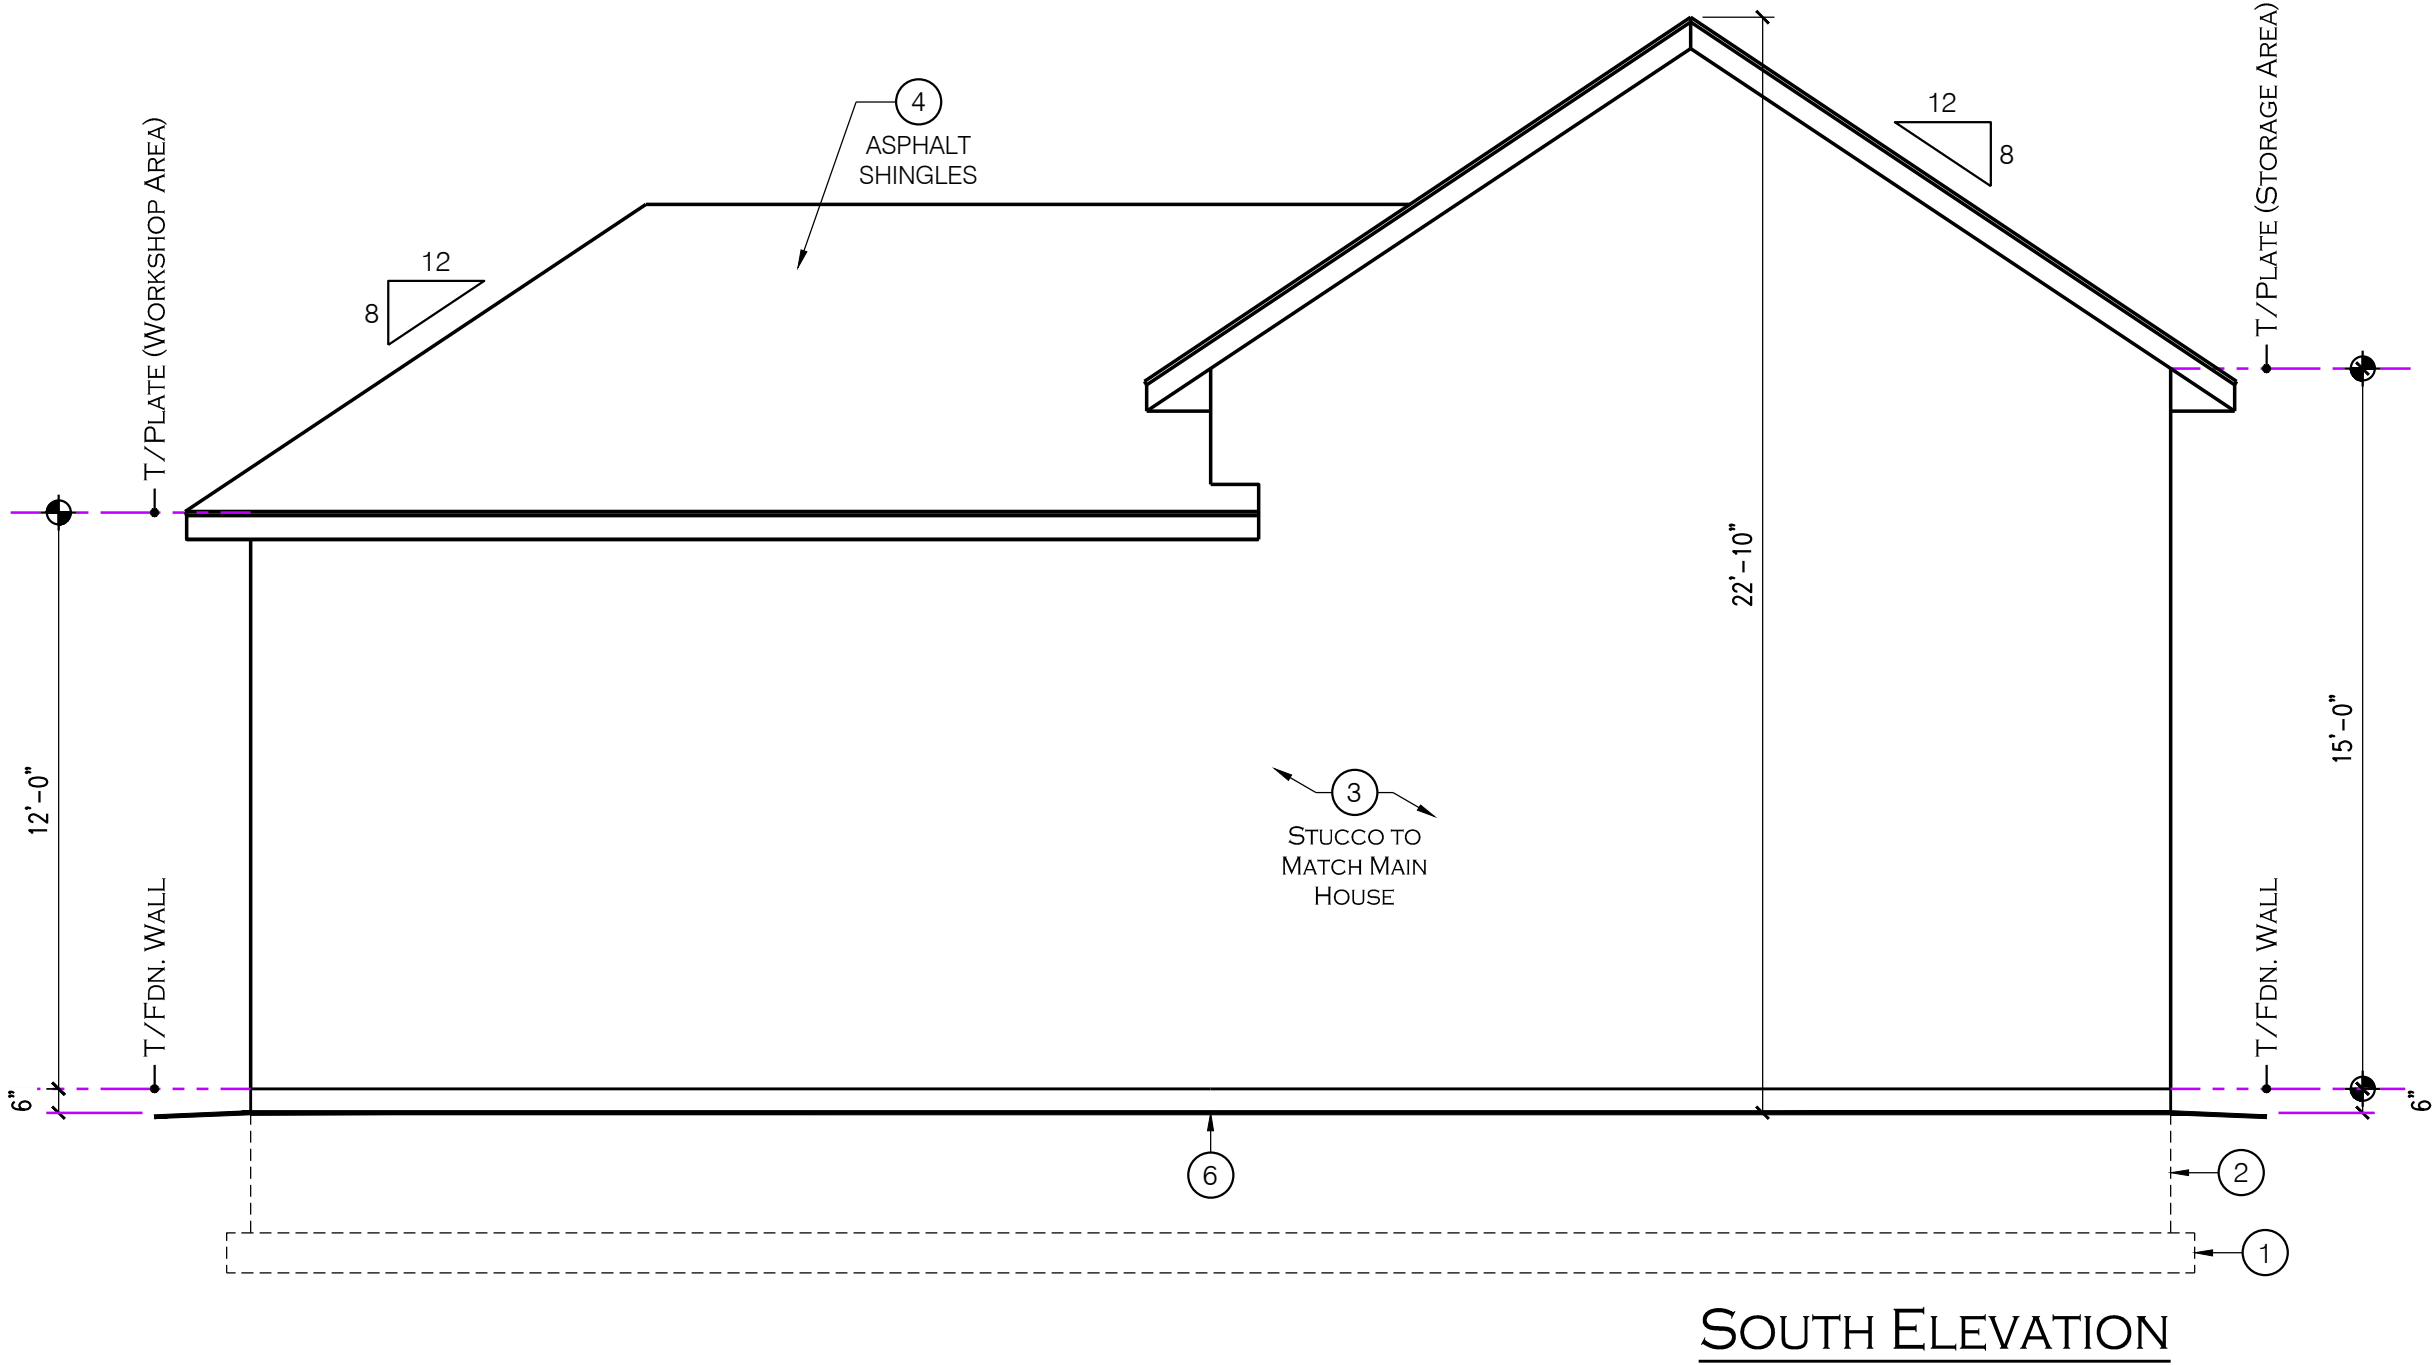 T/PLATE (WORKSHOP AREA)
T/PLATE (STORAGE AREA)
4
ASPHALT
SHINGLES
12
8
12
8
22'-10"
12'-0"
15'-0"
3
STUCCO TO
MATCH MAIN
HOUSE
T/FDN. WALL
T/FDN. WALL
6"
6"
6
2
1
SOUTH ELEVATION